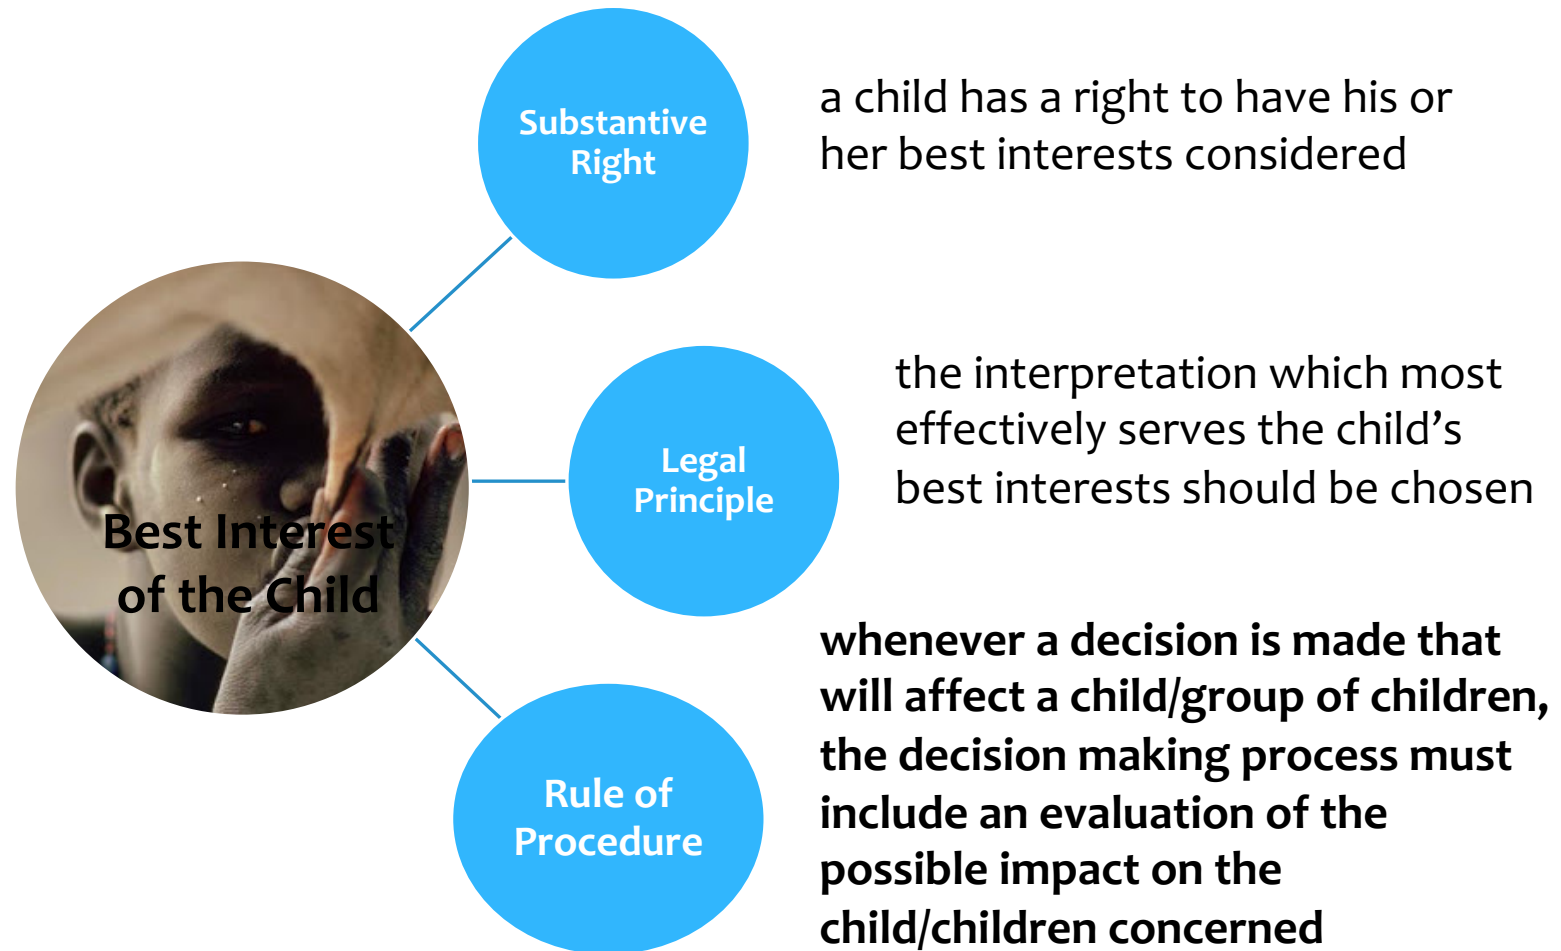 Substantive
Right
a child has a right to have his or
her best interests considered
Best Interest
of the Child
Legal
Principle
the interpretation which most
effectively serves the child’s
best interests should be chosen
Rule of
Procedure
whenever a decision is made that
will affect a child/group of children,
the decision making process must
include an evaluation of the
possible impact on the
child/children concerned